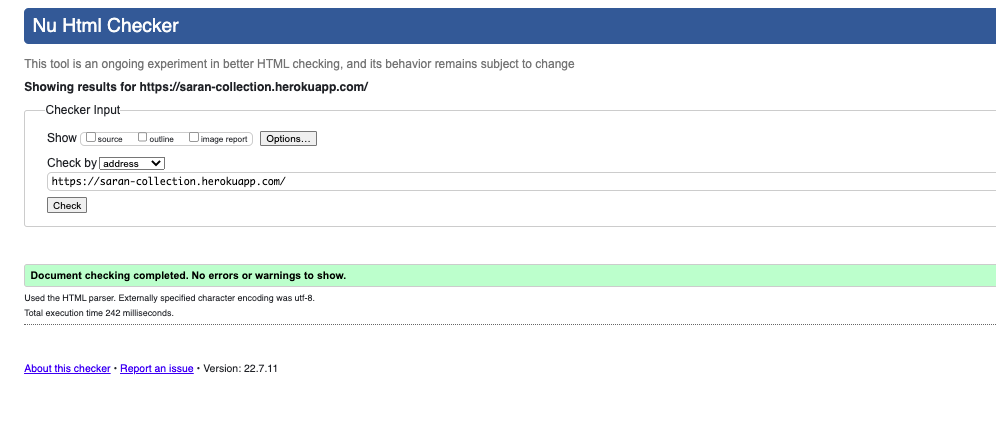 Nu Html Checker
This tool is an ongoing experiment in better HTML checking, and its behavior remains subject to change
Showing results for https://saran-collection.herokuapp.com/
Checker Input
Show source outline image report Options...
Check by address
https://saran-collection.herokuapp.com/
Check
Document checking completed. No errors or warnings to show.
Used the HTML parser. Externally specified character encoding was utf-8.
Total execution time 242 milliseconds.
About this checker • Report an issue • Version: 22.7.11